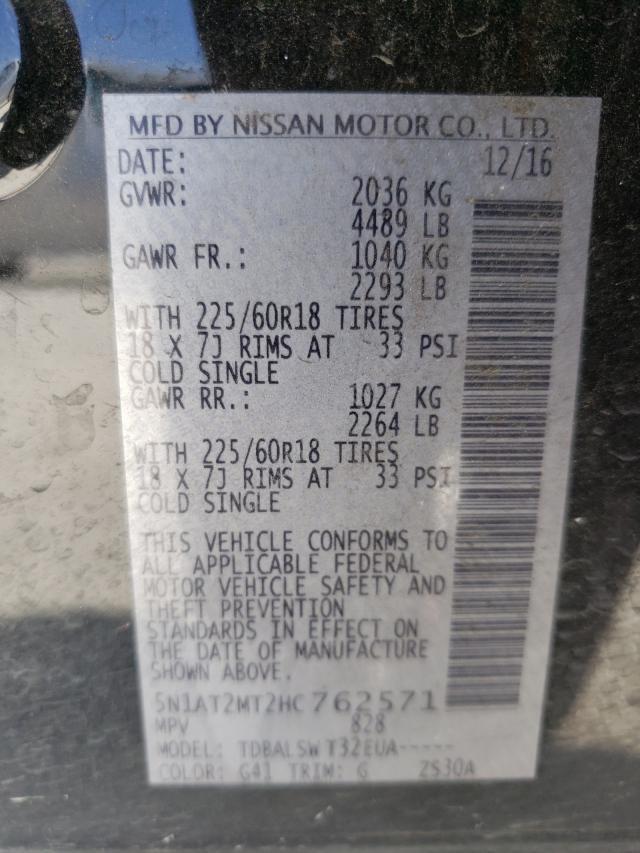 MFD BY NISSAN MOTOR CO., LTD.
DATE: 12/16
GVWR: 2036 KG
4489 LB
GAWR FR.: 1040 KG
2293 LB
WITH 225/60R18 TIRES
18 X 7J RIMS AT 33 PSI
COLD SINGLE
GAWR RR.: 1027 KG
2264 LB
WITH 225/60R18 TIRES
18 X 7J RIMS AT 33 PSI
COLD SINGLE
THIS VEHICLE CONFORMS TO
ALL APPLICABLE FEDERAL
MOTOR VEHICLE SAFETY AND
THEFT PREVENTION
STANDARDS IN EFFECT ON
THE DATE OF MANUFACTURE
SHOWN ABOVE.
5N1AT2MT2HC762571
MPV 828
MODEL: TDBALSW T32EUA-----
COLOR: G41 TRIM: G ZS30A